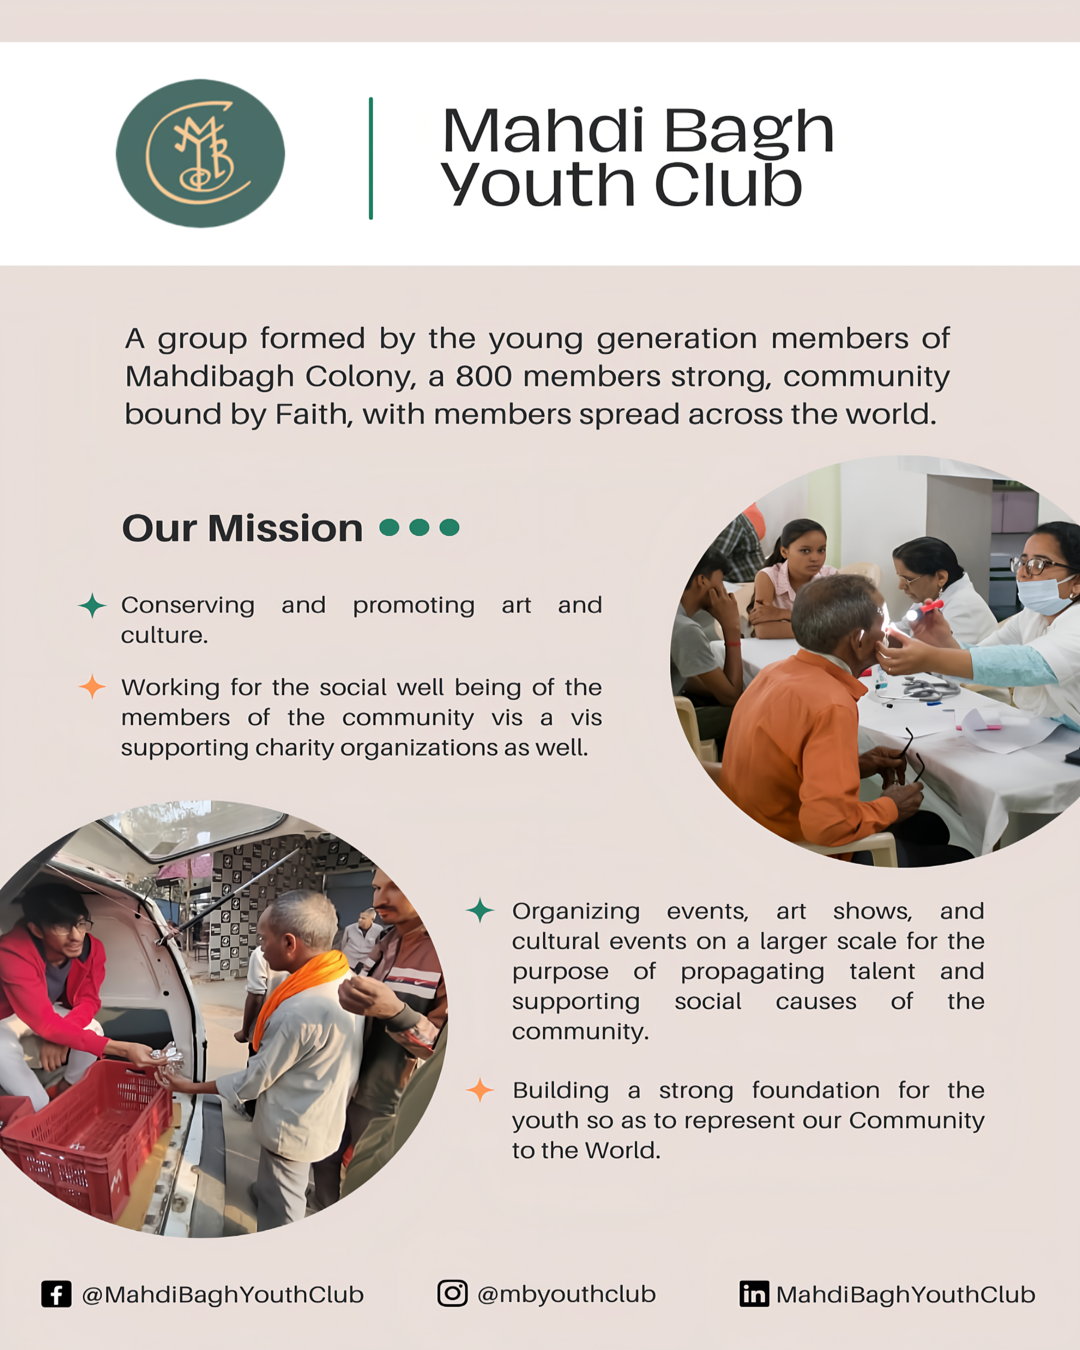 Mahdi Bagh
Youth Club
A group formed by the young generation members of
Mahdibagh Colony, a 800 members strong, community
bound by Faith, with members spread across the world.
Our Mission
Conserving and promoting art and
culture.
Working for the social well being of the
members of the community vis a vis
supporting charity organizations as well.
Organizing events, art shows, and
cultural events on a larger scale for the
purpose of propagating talent and
supporting social causes of the
community.
Building a strong foundation for the
youth so as to represent our Community
to the World.
@MahdiBaghYouthClub
@mbyouthclub
MahdiBaghYouthClub